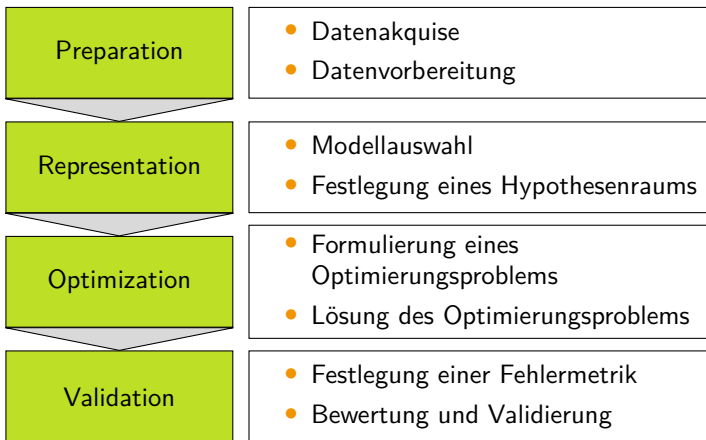 Preparation
Datenakquise
Datenvorbereitung
Representation
Modellauswahl
Festlegung eines Hypothesenraums
Optimization
Formulierung eines
Optimierungsproblems
Lösung des Optimierungsproblems
Validation
Festlegung einer Fehlermetrik
Bewertung und Validierung